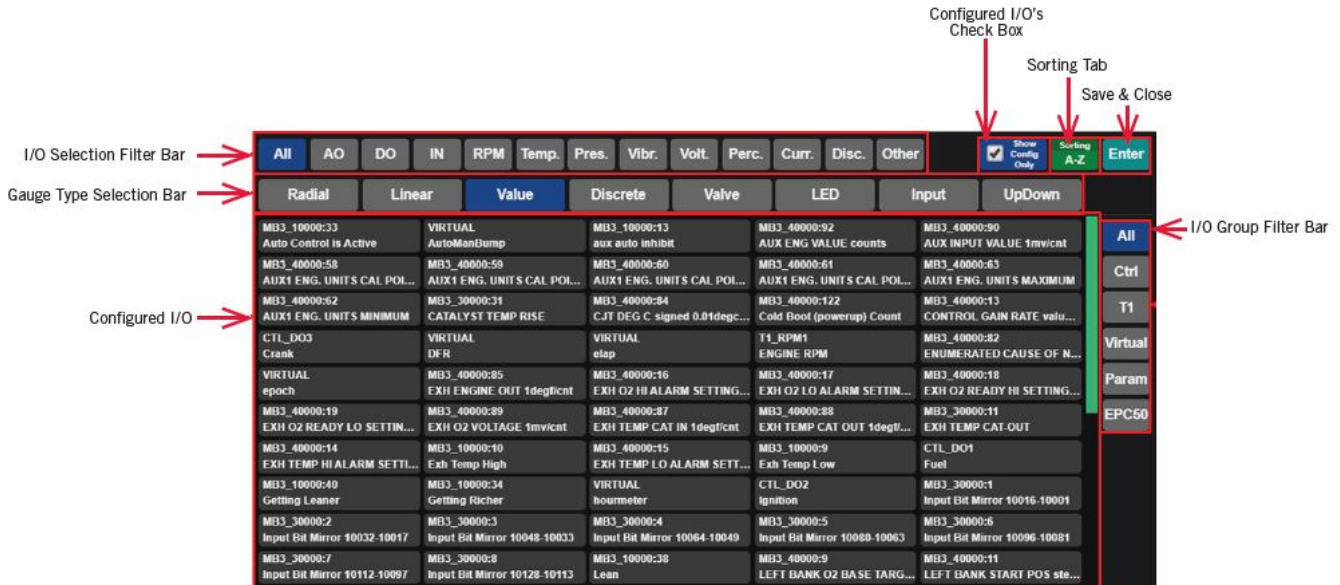 Configured I/O's
Check Box
Sorting Tab
Save & Close
I/O Selection Filter Bar
All AO DO IN RPM Temp. Pres. Vibr. Volt. Perc. Curr. Disc. Other
Show
Config
Only
Sorting
A-Z
Enter
Gauge Type Selection Bar
Radial Linear Value Discrete Valve LED Input UpDown
I/O Group Filter Bar
All
Ctrl
T1
Virtual
Param
EPC50
Configured I/O
MB3_10000:33 VIRTUAL MB3_10000:13 MB3_40000:92 MB3_40000:90
Auto Control is Active AutoManBump aux auto inhibit AUX ENG VALUE counts AUX INPUT VALUE 1mv/cnt
MB3_40000:58 MB3_40000:59 MB3_40000:60 MB3_40000:61 MB3_40000:63
AUX1 ENG. UNITS CAL POI... AUX1 ENG. UNITS CAL POI... AUX1 ENG. UNITS CAL POI... AUX1 ENG. UNITS CAL POI... AUX1 ENG. UNITS MAXIMUM
MB3_40000:62 MB3_30000:31 MB3_40000:84 MB3_40000:122 MB3_40000:13
AUX1 ENG. UNITS MINIMUM CATALYST TEMP RISE CJT DEG C signed 0.01degc... Cold Boot (powerup) Count CONTROL GAIN RATE valu...
CTL_DO3 VIRTUAL VIRTUAL T1_RPM1 MB3_40000:82
Crank DFR elap ENGINE RPM ENUMERATED CAUSE OF N...
VIRTUAL MB3_40000:85 MB3_40000:16 MB3_40000:17 MB3_40000:18
epoch EXH ENGINE OUT 1degf/cnt EXH O2 HI ALARM SETTING... EXH O2 LO ALARM SETTIN... EXH O2 READY HI SETTING...
MB3_40000:19 MB3_40000:89 MB3_40000:87 MB3_40000:88 MB3_30000:11
EXH O2 READY LO SETTIN... EXH O2 VOLTAGE 1mv/cnt EXH TEMP CAT IN 1degf/cnt EXH TEMP CAT OUT 1degf/... EXH TEMP CAT-OUT
MB3_40000:14 MB3_10000:10 MB3_40000:15 MB3_10000:9 CTL_DO1
EXH TEMP HI ALARM SETTI... Exh Temp High EXH TEMP LO ALARM SETT... Exh Temp Low Fuel
MB3_10000:40 MB3_10000:34 VIRTUAL CTL_DO2 MB3_30000:1
Getting Leaner Getting Richer hourmeter Ignition Input Bit Mirror 10016-10001
MB3_30000:2 MB3_30000:3 MB3_30000:4 MB3_30000:5 MB3_30000:6
Input Bit Mirror 10032-10017 Input Bit Mirror 10048-10033 Input Bit Mirror 10064-10049 Input Bit Mirror 10080-10063 Input Bit Mirror 10096-10081
MB3_30000:7 MB3_30000:8 MB3_10000:38 MB3_40000:9 MB3_40000:11
Input Bit Mirror 10112-10097 Input Bit Mirror 10128-10113 Lean LEFT BANK O2 BASE TARG... LEFT BANK START POS ste...